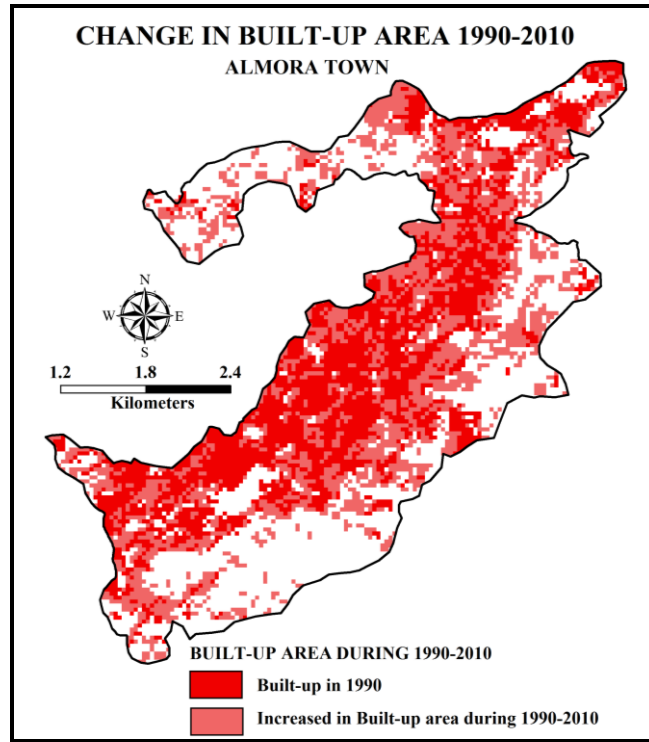 CHANGE IN BUILT-UP AREA 1990-2010
ALMORA TOWN
N
W E
S
1.2 1.8 2.4
Kilometers
BUILT-UP AREA DURING 1990-2010
Built-up in 1990
Increased in Built-up area during 1990-2010